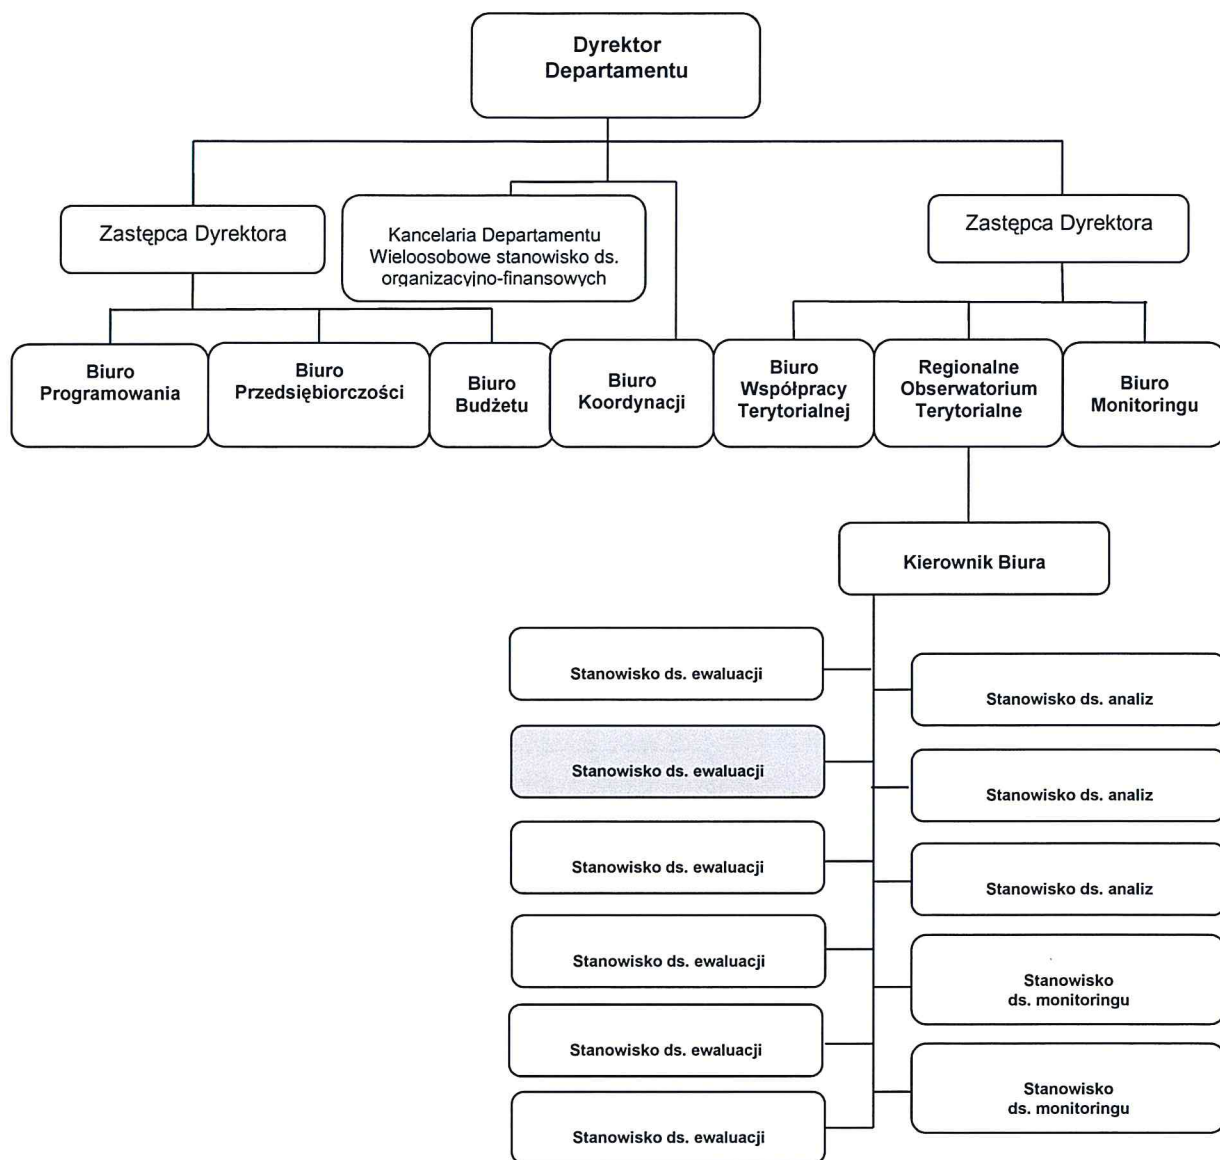 Dyrektor
Departamentu
Zastępca Dyrektora
Kancelaria Departamentu
Wieloosobowe stanowisko ds.
organizacyjno-finansowych
Zastępca Dyrektora
Biuro
Programowania
Biuro
Przedsiębiorczości
Biuro
Budżetu
Biuro
Koordynacji
Biuro
Współpracy
Terytorialnej
Regionalne
Obserwatorium
Terytorialne
Biuro
Monitoringu
Kierownik Biura
Stanowisko ds. ewaluacji
Stanowisko ds. analiz
Stanowisko ds. ewaluacji
Stanowisko ds. analiz
Stanowisko ds. ewaluacji
Stanowisko ds. analiz
Stanowisko ds. ewaluacji
Stanowisko
ds. monitoringu
Stanowisko ds. ewaluacji
Stanowisko
ds. monitoringu
Stanowisko ds. ewaluacji